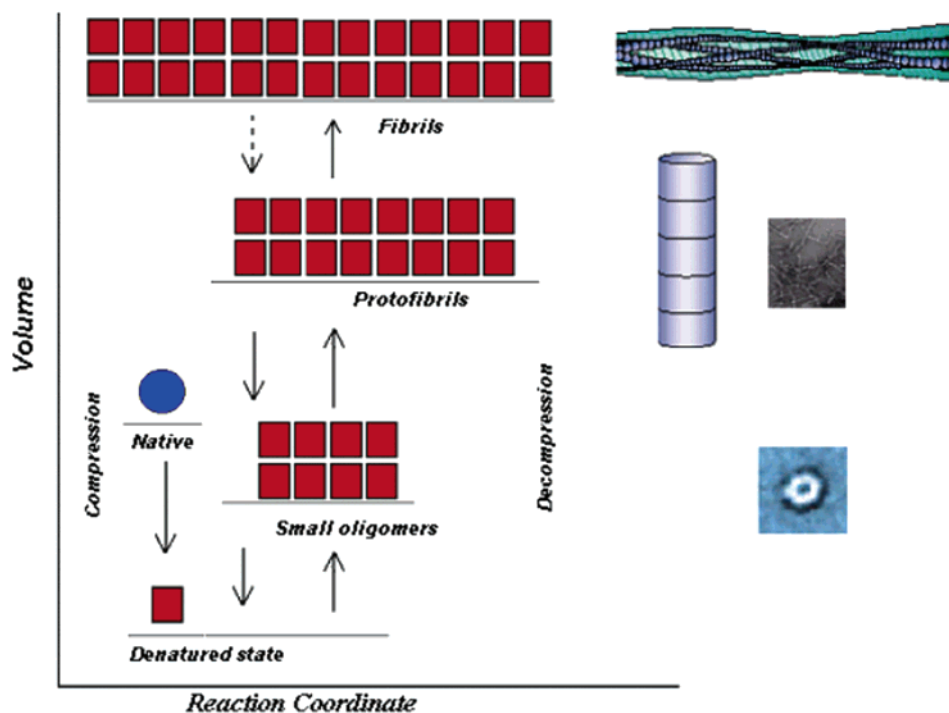 Fibrils
Protofibrils
Volume
Compression
Native
Decompression
Small oligomers
Denatured state
Reaction Coordinate